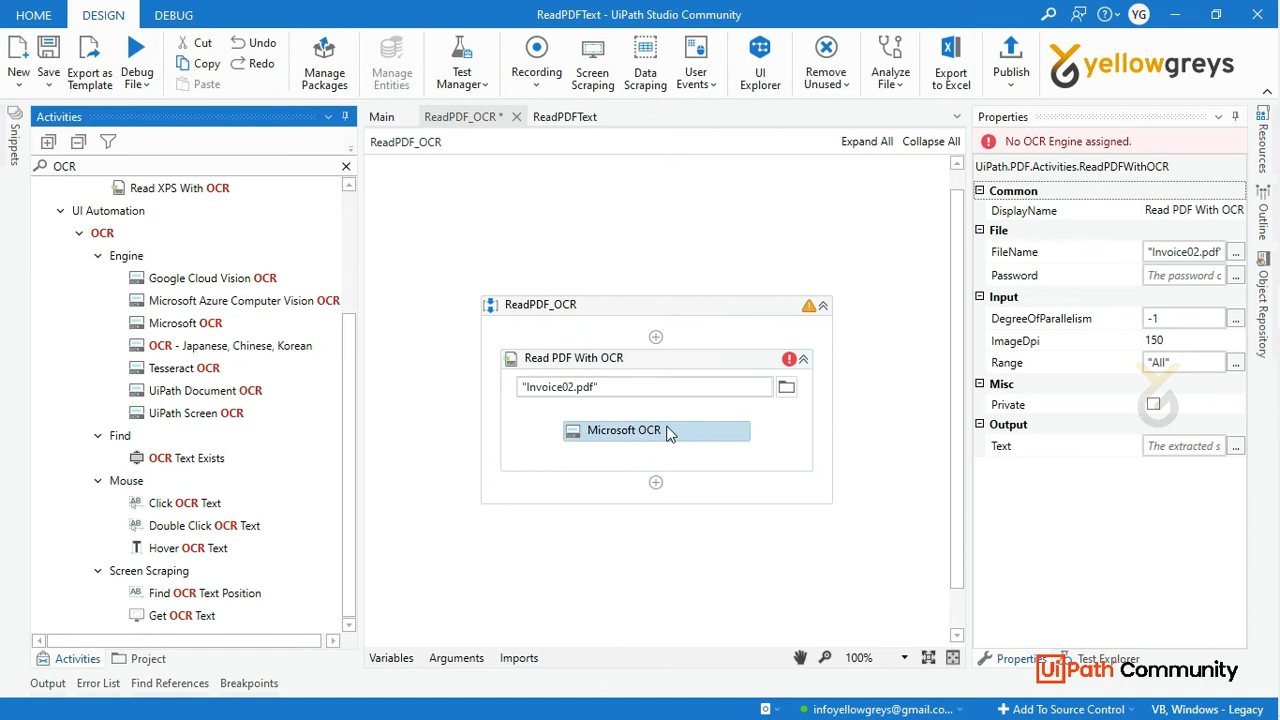 HOME DESIGN DEBUG ReadPDFText - UiPath Studio Community YG
New Save Export as Template Debug File Cut Copy Paste Undo Redo Manage Packages Manage Entities Test Manager Recording Screen Scraping Data Scraping User Events UI Explorer Remove Unused Analyze File Export to Excel Publish yellowgreys
Snippets
Activities
OCR
Read XPS With OCR
UI Automation
OCR
Engine
Google Cloud Vision OCR
Microsoft Azure Computer Vision OCR
Microsoft OCR
OCR - Japanese, Chinese, Korean
Tesseract OCR
UiPath Document OCR
UiPath Screen OCR
Find
OCR Text Exists
Mouse
Click OCR Text
Double Click OCR Text
Hover OCR Text
Screen Scraping
Find OCR Text Position
Get OCR Text
Activities Project
Main ReadPDF_OCR * ReadPDFText
ReadPDF_OCR Expand All Collapse All
ReadPDF_OCR
Read PDF With OCR
"Invoice02.pdf"
Microsoft OCR
Variables Arguments Imports 100%
Properties
No OCR Engine assigned.
UiPath.PDF.Activities.ReadPDFWithOCR
Common
DisplayName Read PDF With OCR
File
FileName "Invoice02.pdf" ...
Password The password c ...
Input
DegreeOfParallelism -1 ...
ImageDpi 150
Range "All" ...
Misc
Private
Output
Text The extracted s ...
Properties Test Explorer
UiPath Community
Resources
Outline
Object Repository
Output Error List Find References Breakpoints
infoyellowgreys@gmail.co... Add To Source Control VB, Windows - Legacy